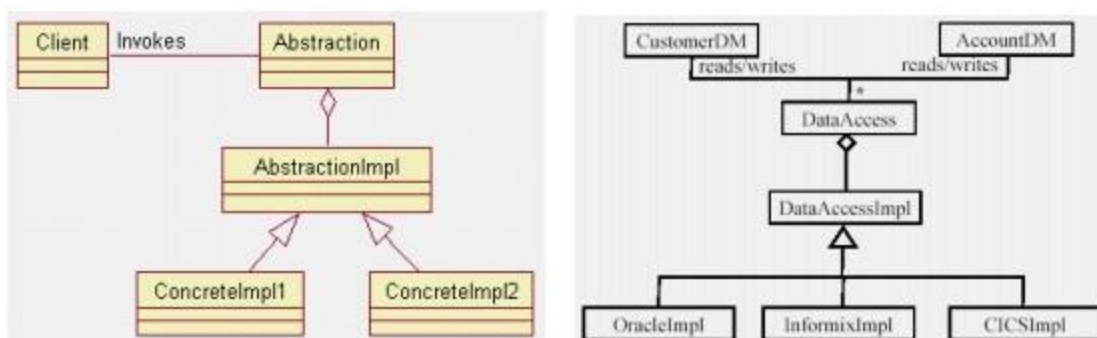 Client
Invokes
Abstraction
AbstractionImpl
ConcreteImpl1
ConcreteImpl2
CustomerDM
AccountDM
reads/writes
reads/writes
*
DataAccess
DataAccessImpl
OracleImpl
InformixImpl
CICSImpl